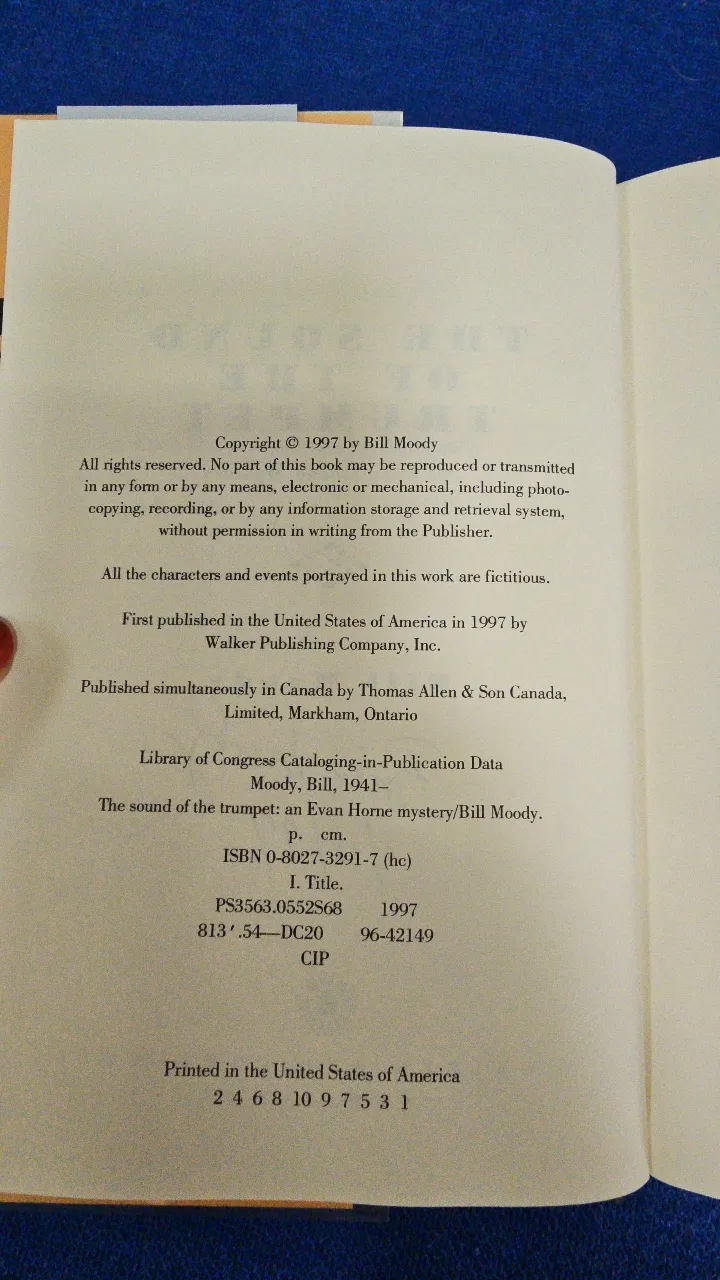 THE SOUND
OF THE
TRUMPET
Copyright © 1997 by Bill Moody
All rights reserved. No part of this book may be reproduced or transmitted
in any form or by any means, electronic or mechanical, including photo-
copying, recording, or by any information storage and retrieval system,
without permission in writing from the Publisher.
All the characters and events portrayed in this work are fictitious.
First published in the United States of America in 1997 by
Walker Publishing Company, Inc.
Published simultaneously in Canada by Thomas Allen & Son Canada,
Limited, Markham, Ontario
Library of Congress Cataloging-in-Publication Data
Moody, Bill, 1941–
The sound of the trumpet: an Evan Horne mystery/Bill Moody.
p. cm.
ISBN 0-8027-3291-7 (hc)
I. Title.
PS3563.0552S68 1997
813′.54—DC20 96-42149
CIP
Printed in the United States of America
2 4 6 8 10 9 7 5 3 1